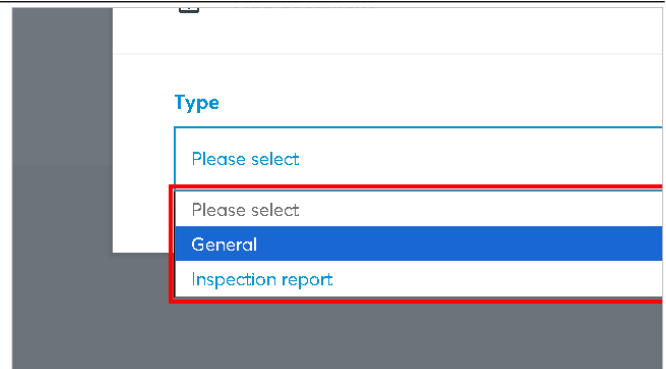 Type
Please select
Please select
General
Inspection report